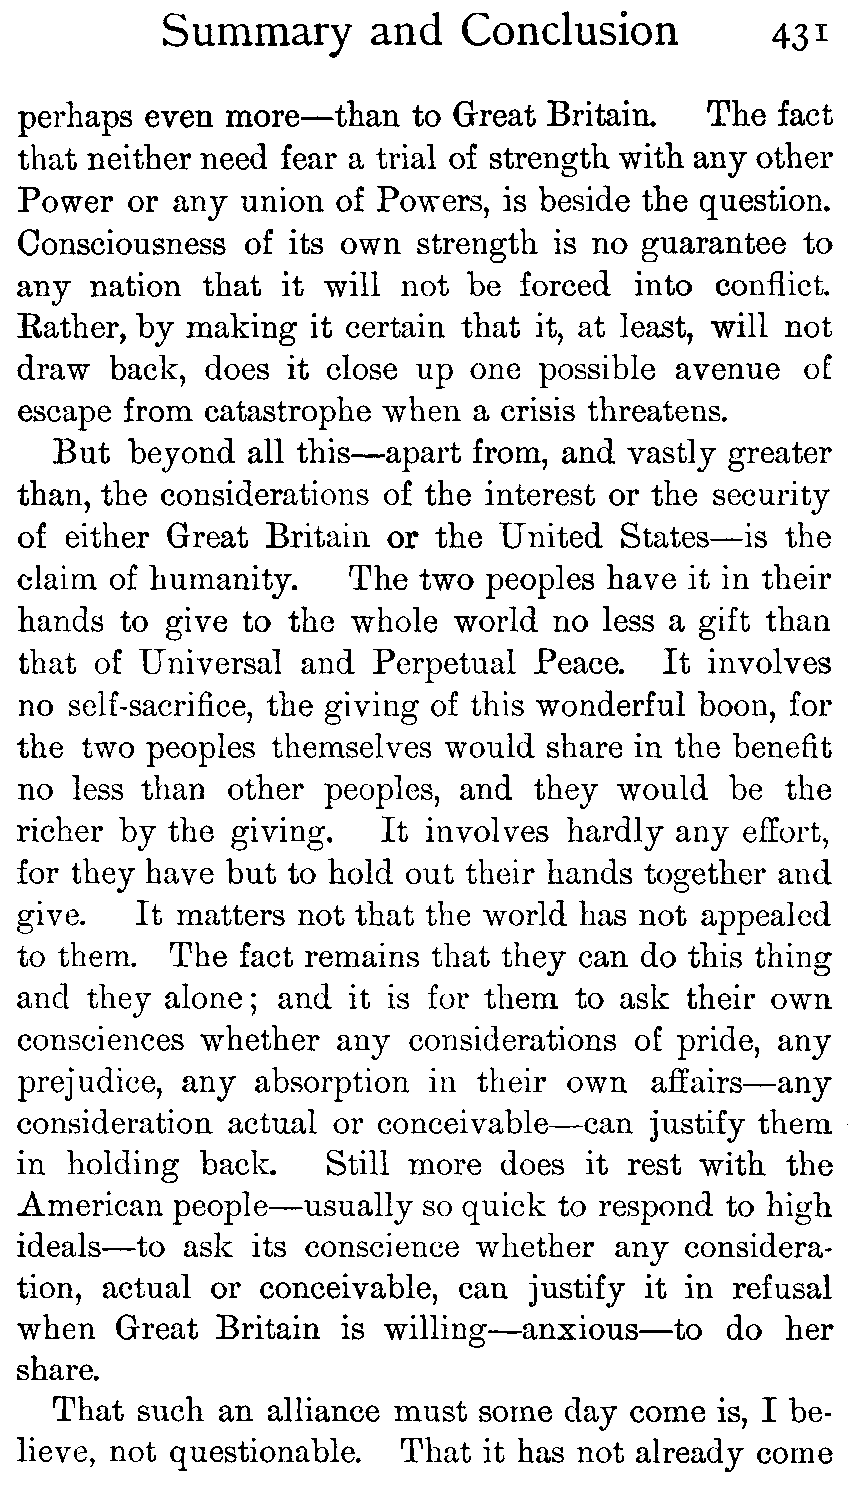 Summary and Conclusion 431
perhaps even more—than to Great Britain. The fact
that neither need fear a trial of strength with any other
Power or any union of Powers, is beside the question.
Consciousness of its own strength is no guarantee to
any nation that it will not be forced into conflict.
Rather, by making it certain that it, at least, will not
draw back, does it close up one possible avenue of
escape from catastrophe when a crisis threatens.
But beyond all this—apart from, and vastly greater
than, the considerations of the interest or the security
of either Great Britain or the United States—is the
claim of humanity. The two peoples have it in their
hands to give to the whole world no less a gift than
that of Universal and Perpetual Peace. It involves
no self-sacrifice, the giving of this wonderful boon, for
the two peoples themselves would share in the benefit
no less than other peoples, and they would be the
richer by the giving. It involves hardly any effort,
for they have but to hold out their hands together and
give. It matters not that the world has not appealed
to them. The fact remains that they can do this thing
and they alone; and it is for them to ask their own
consciences whether any considerations of pride, any
prejudice, any absorption in their own affairs—any
consideration actual or conceivable—can justify them
in holding back. Still more does it rest with the
American people—usually so quick to respond to high
ideals—to ask its conscience whether any considera-
tion, actual or conceivable, can justify it in refusal
when Great Britain is willing—anxious—to do her
share.
That such an alliance must some day come is, I be-
lieve, not questionable. That it has not already come